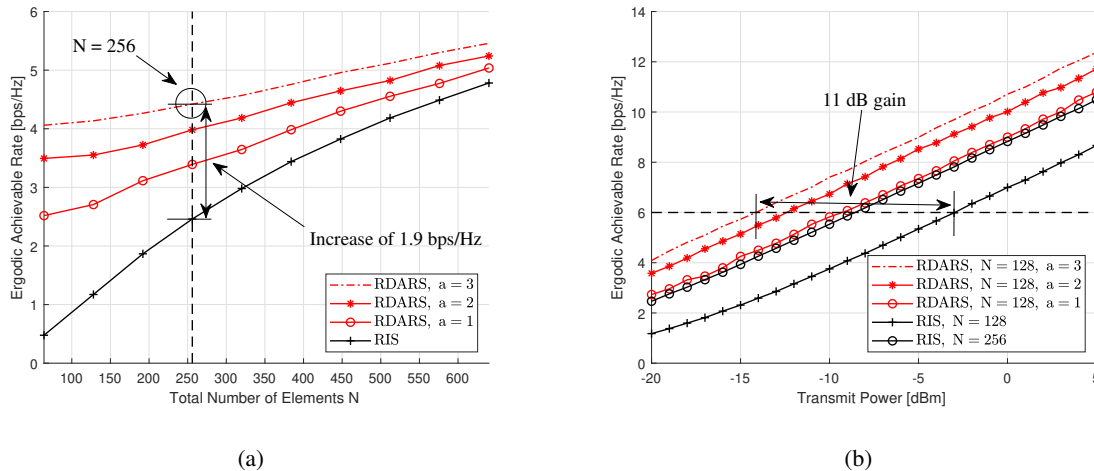 N = 256
Increase of 1.9 bps/Hz
RDARS, a = 3
RDARS, a = 2
RDARS, a = 1
RIS
0
1
2
3
4
5
6
100 150 200 250 300 350 400 450 500 550 600
Total Number of Elements N
Ergodic Achievable Rate [bps/Hz]
(a)
11 dB gain
RDARS, N = 128, a = 3
RDARS, N = 128, a = 2
RDARS, N = 128, a = 1
RIS, N = 128
RIS, N = 256
0
2
4
6
8
10
12
14
-20 -15 -10 -5 0 5
Transmit Power [dBm]
Ergodic Achievable Rate [bps/Hz]
(b)